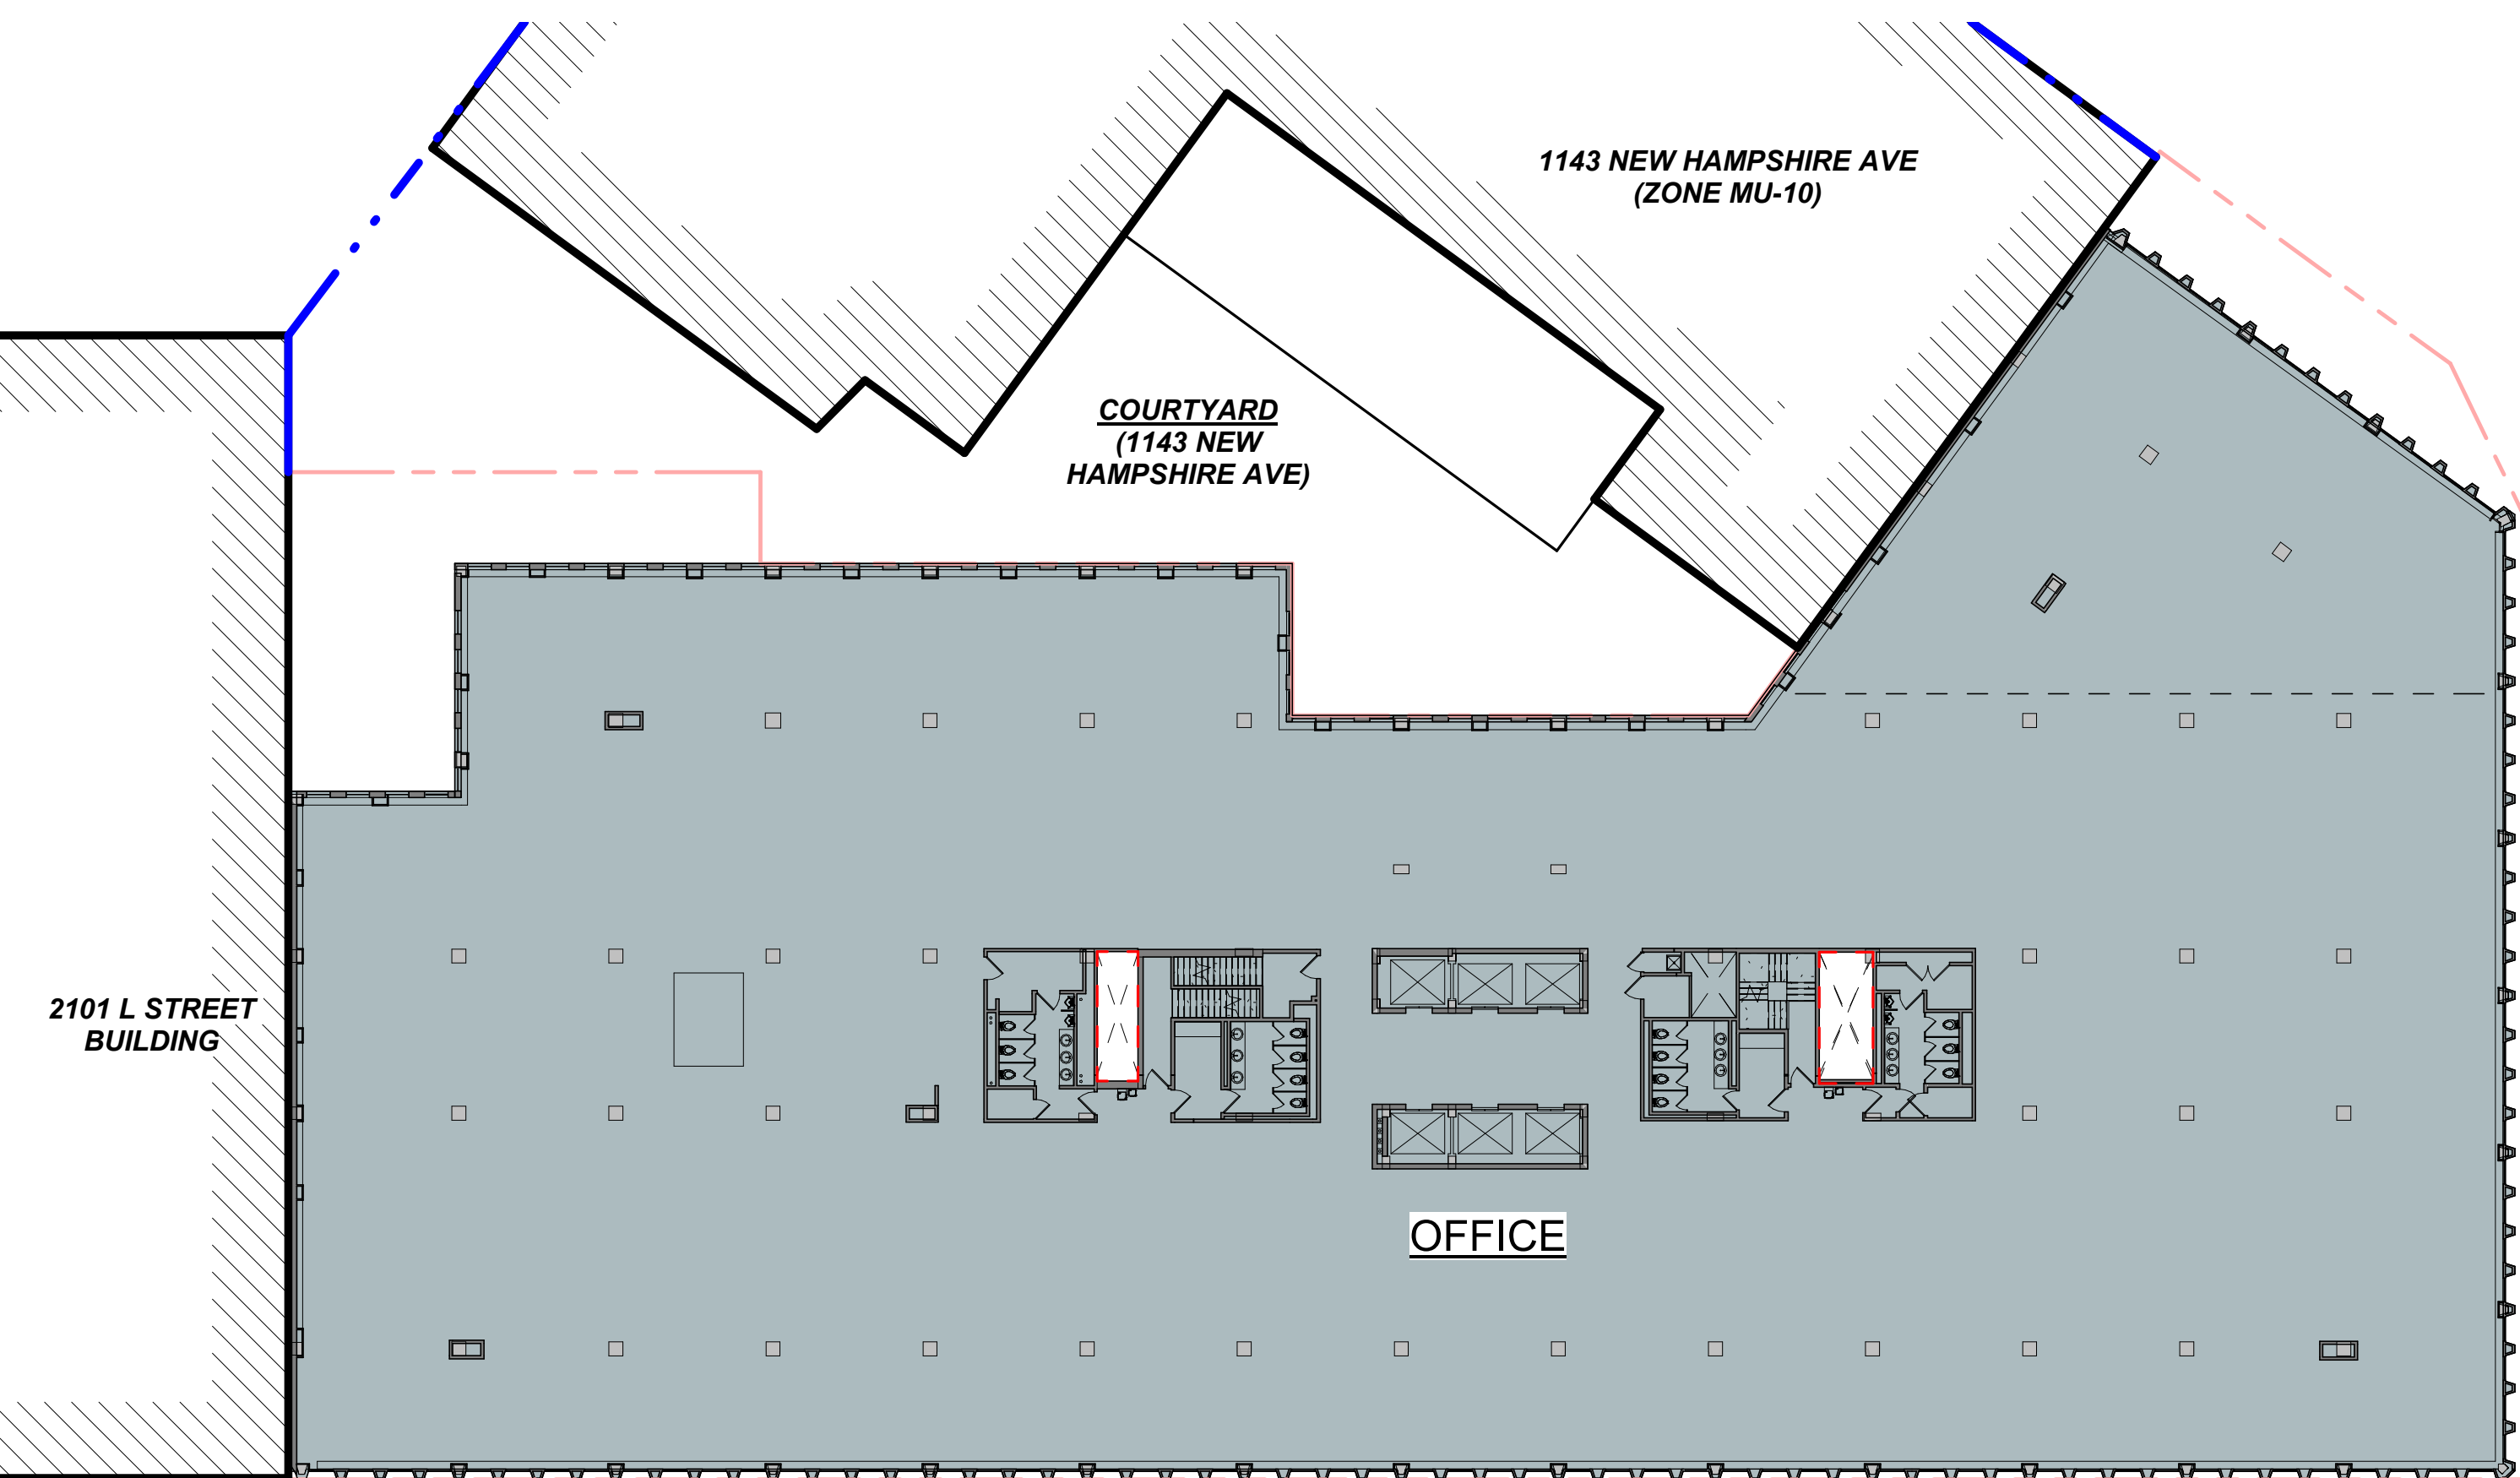 1143 NEW HAMPSHIRE AVE
(ZONE MU-10)
COURTYARD
(1143 NEW
HAMPSHIRE AVE)
2101 L STREET
BUILDING
OFFICE